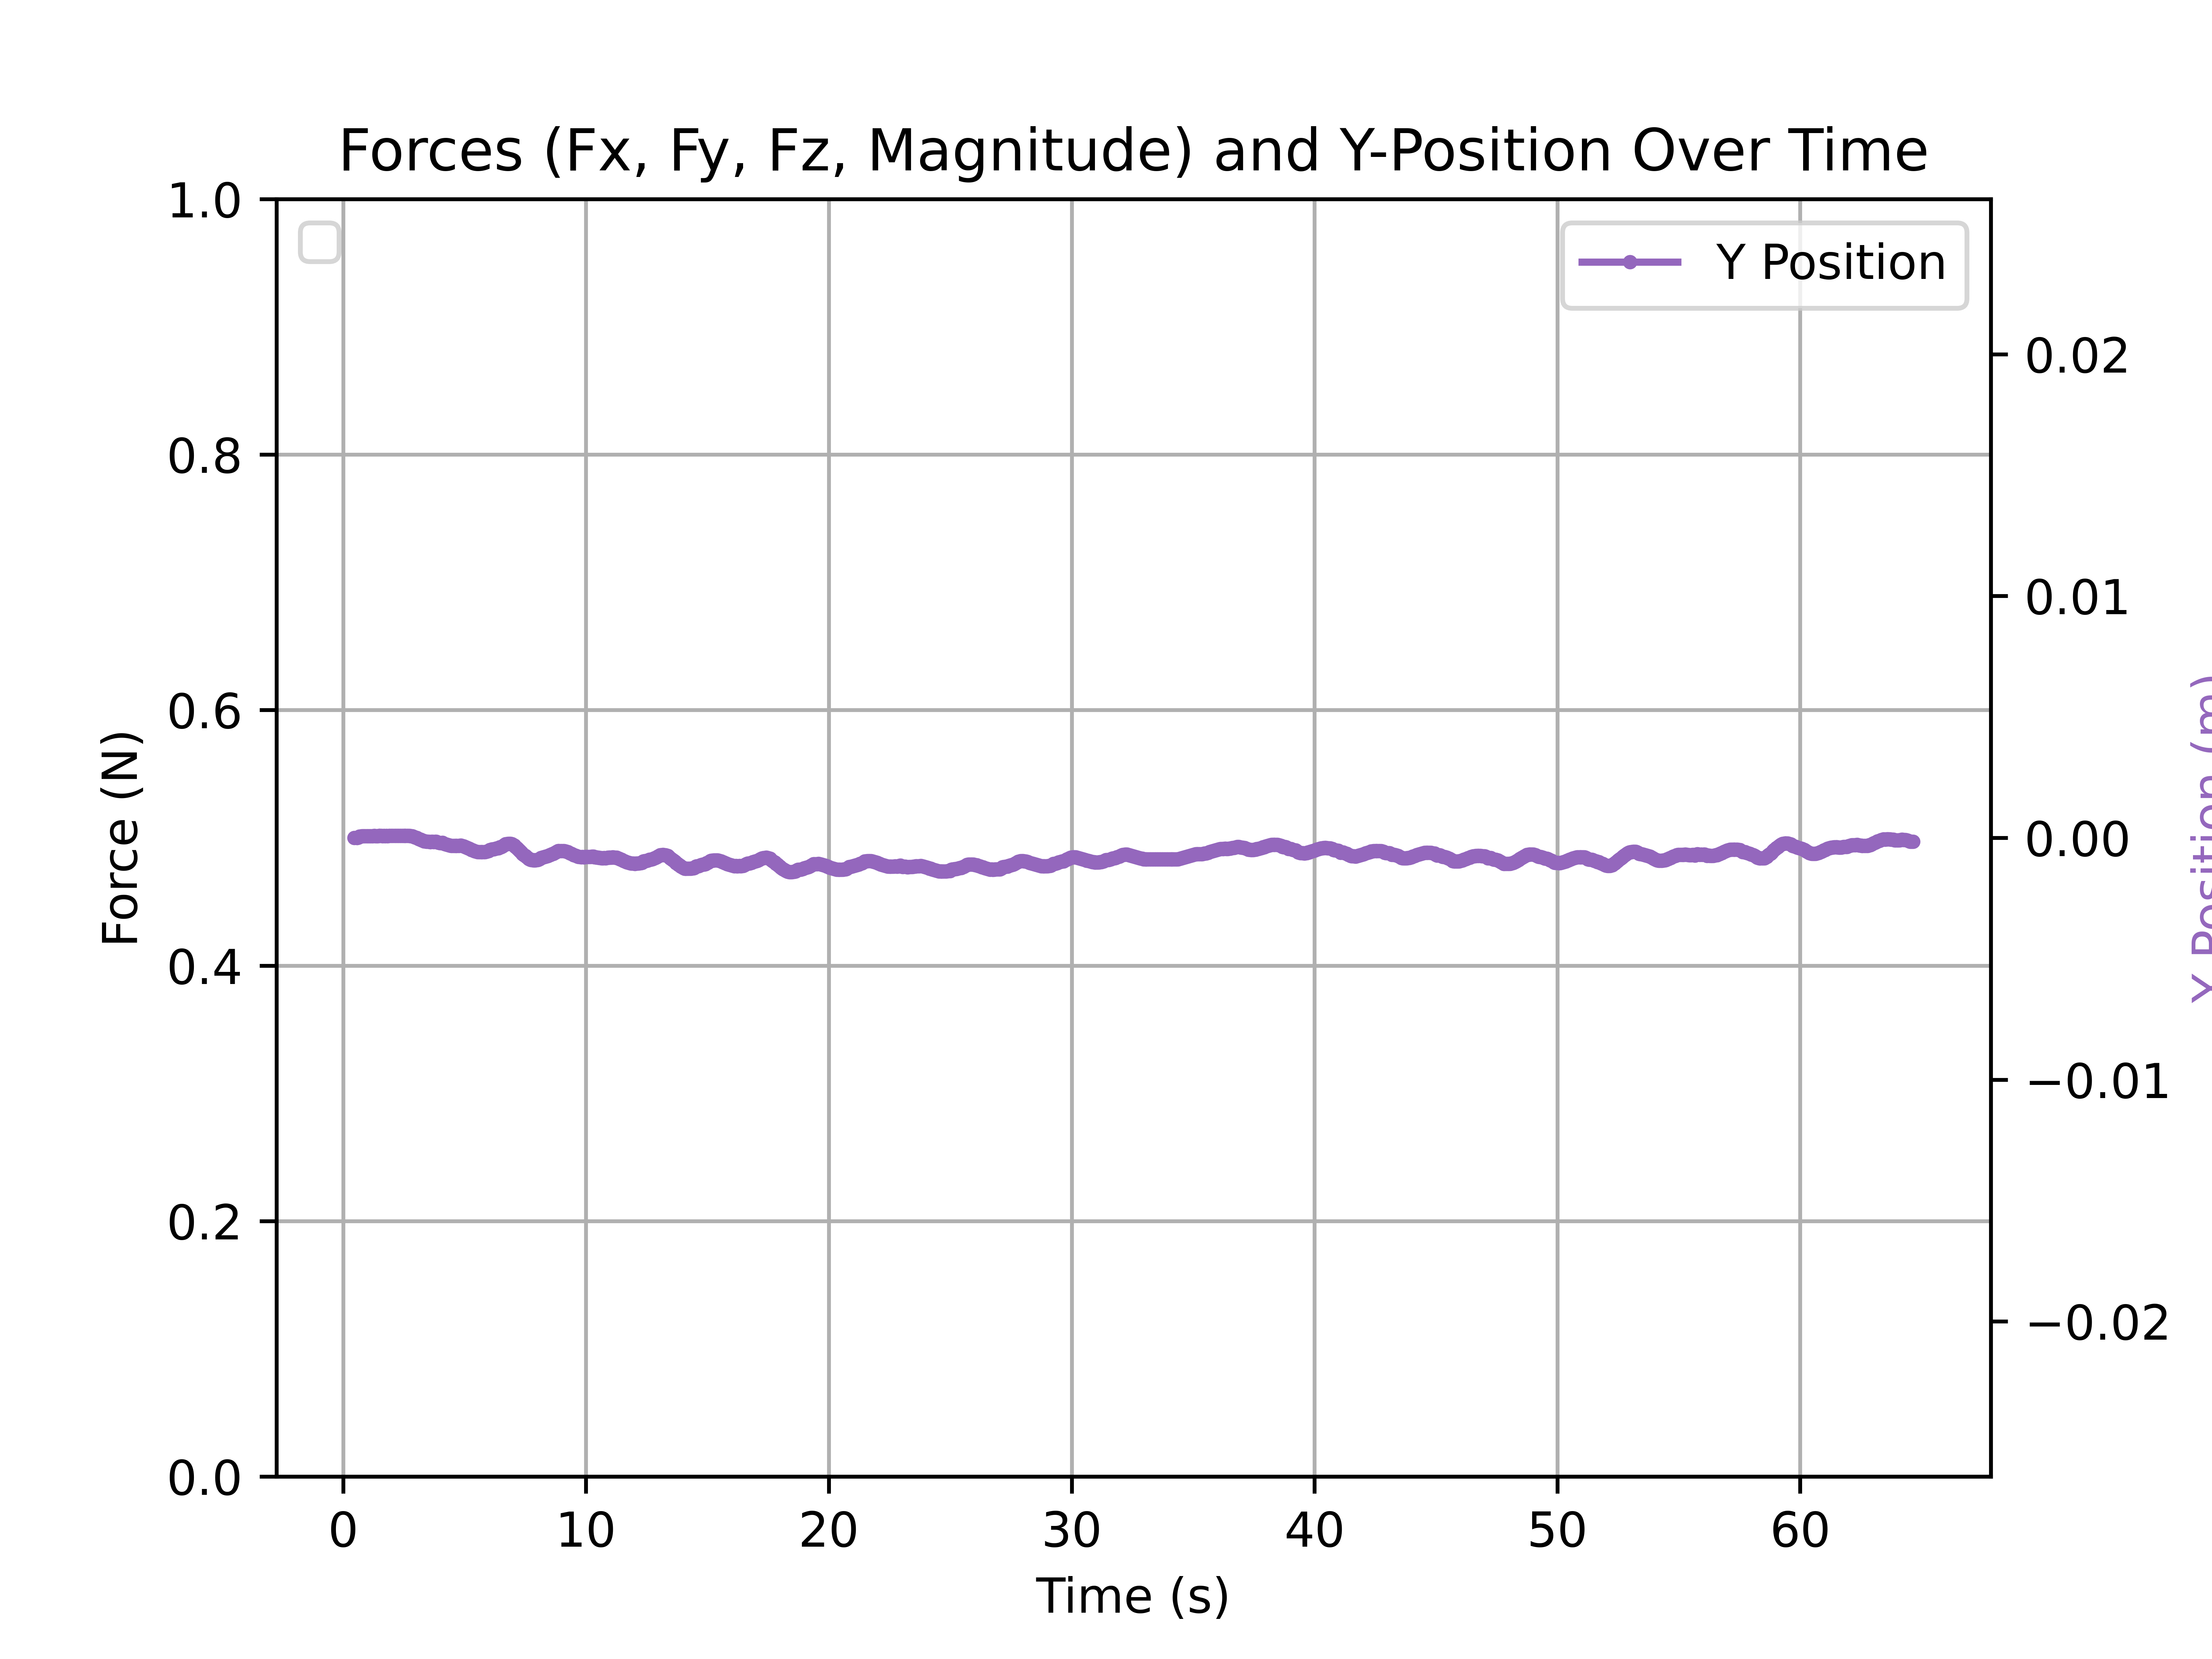 Forces (Fx, Fy, Fz, Magnitude) and Y-Position Over Time
Y Position
Force (N)
1.0
0.8
0.6
0.4
0.2
0.0
0.02
0.01
0.00
−0.01
−0.02
Y Position (m)
0 10 20 30 40 50 60
Time (s)